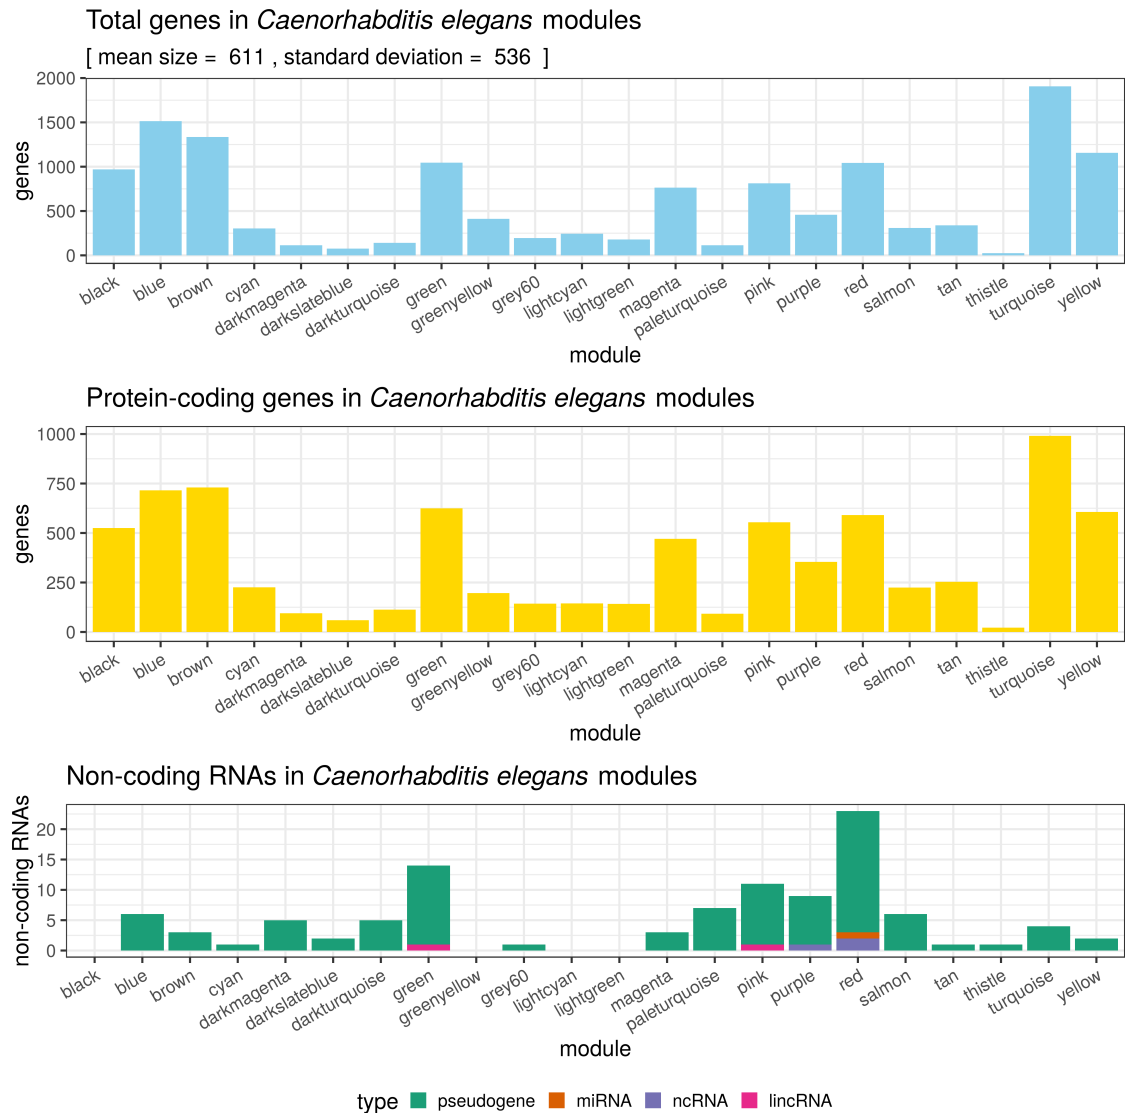 Total genes in Caenorhabditis elegans modules
[ mean size =  611 , standard deviation =  536  ]
2000
1500
1000
500
0
genes
black blue brown cyan darkmagenta darkslateblue darkturquoise green greenyellow grey60 lightcyan lightgreen magenta paleturquoise pink purple red salmon tan thistle turquoise yellow
module
Protein-coding genes in Caenorhabditis elegans modules
1000
750
500
250
0
genes
black blue brown cyan darkmagenta darkslateblue darkturquoise green greenyellow grey60 lightcyan lightgreen magenta paleturquoise pink purple red salmon tan thistle turquoise yellow
module
Non-coding RNAs in Caenorhabditis elegans modules
20
15
10
5
0
non-coding RNAs
black blue brown cyan darkmagenta darkslateblue darkturquoise green greenyellow grey60 lightcyan lightgreen magenta paleturquoise pink purple red salmon tan thistle turquoise yellow
module
type pseudogene miRNA ncRNA lincRNA